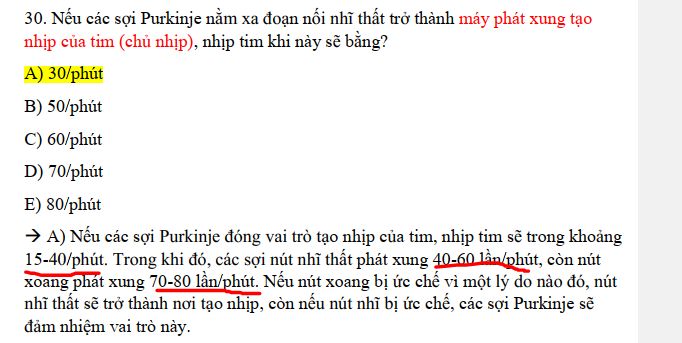 30. Nếu các sợi Purkinje nằm xa đoạn nối nhĩ thất trở thành máy phát xung tạo
nhịp của tim (chủ nhịp), nhịp tim khi này sẽ bằng?
A) 30/phút
B) 50/phút
C) 60/phút
D) 70/phút
E) 80/phút
→ A) Nếu các sợi Purkinje đóng vai trò tạo nhịp của tim, nhịp tim sẽ trong khoảng
15-40/phút. Trong khi đó, các sợi nút nhĩ thất phát xung 40-60 lần/phút, còn nút
xoang phát xung 70-80 lần/phút. Nếu nút xoang bị ức chế vì một lý do nào đó, nút
nhĩ thất sẽ trở thành nơi tạo nhịp, còn nếu nút nhĩ bị ức chế, các sợi Purkinje sẽ
đảm nhiệm vai trò này.